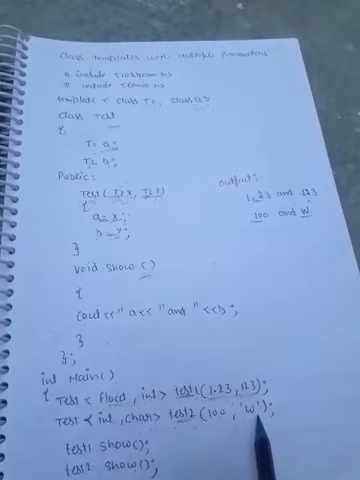 Class Templates with Multiple Parameters
# include <iostream.h>
# include <conio.h>
template < class T1, class T2>
class Test
{
T1 a;
T2 b;
Public:
Test( T1 x, T2 y)
{
a=x;
b=y;
}
void show ()
{
cout<<" a<< "and "<<b ;
}
};
int Main()
{ Test < float, int> test1(1.23, 123);
Test < int, char> test2 (100, 'W');
test1 show();
test2 show();
output:
1.23 and 123
100 and W